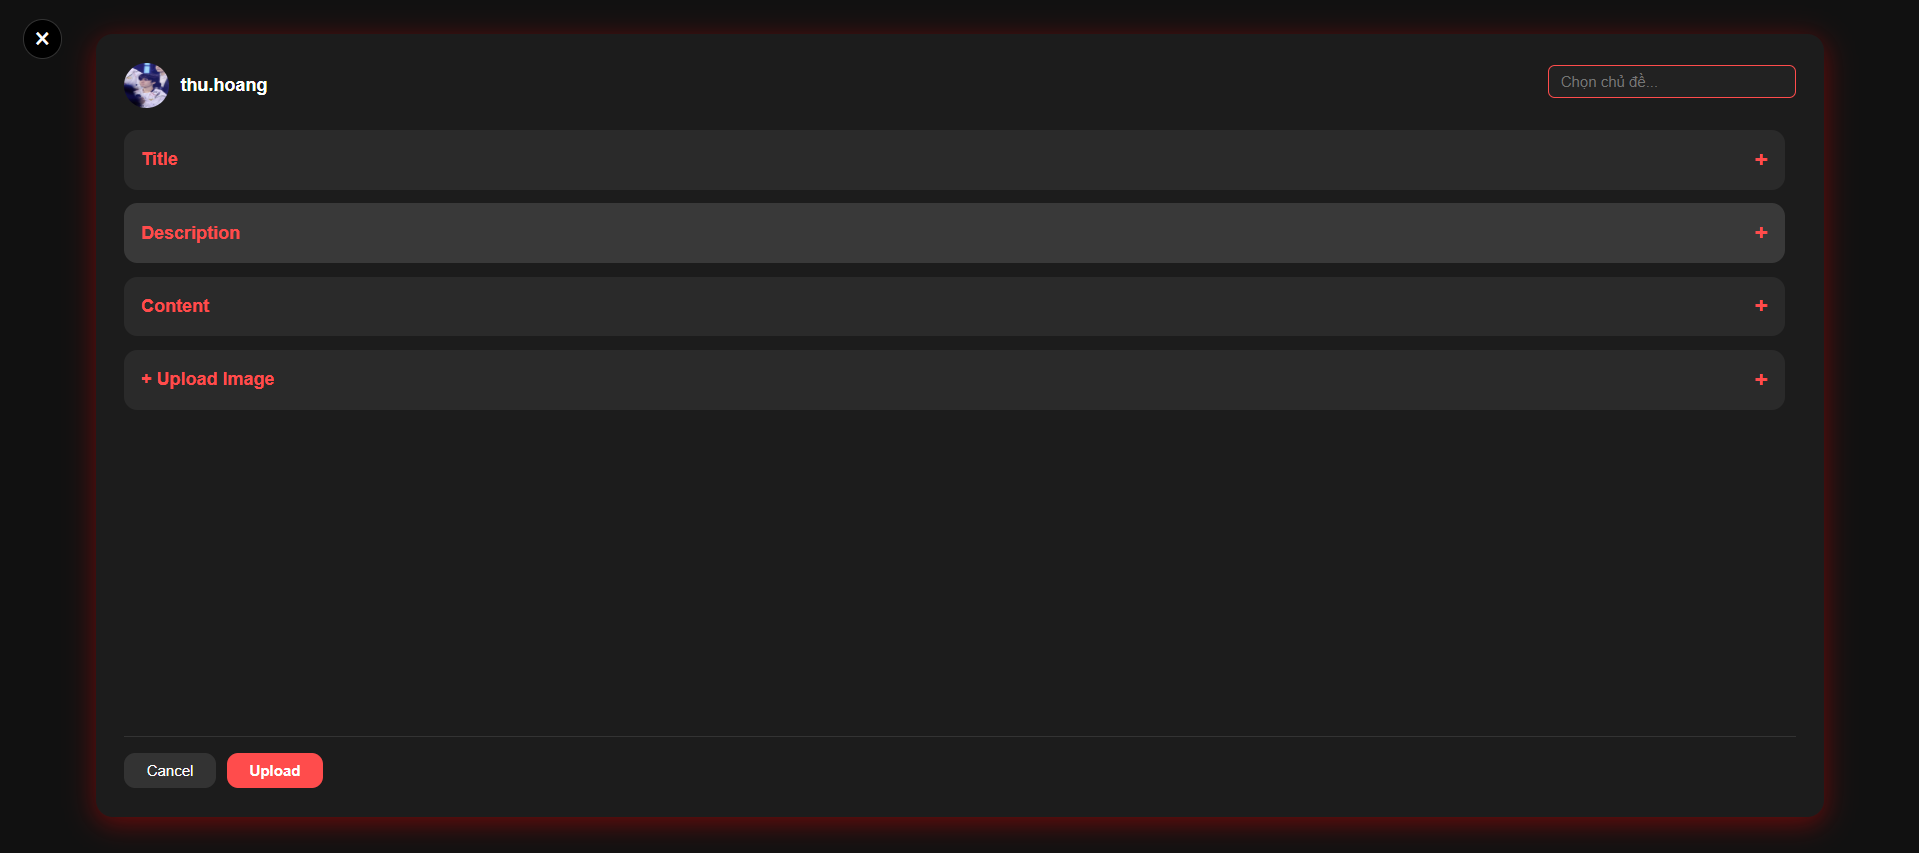 ×
thu.hoang
Chọn chủ đề...
Title +
Description +
Content +
+ Upload Image +
Cancel
Upload